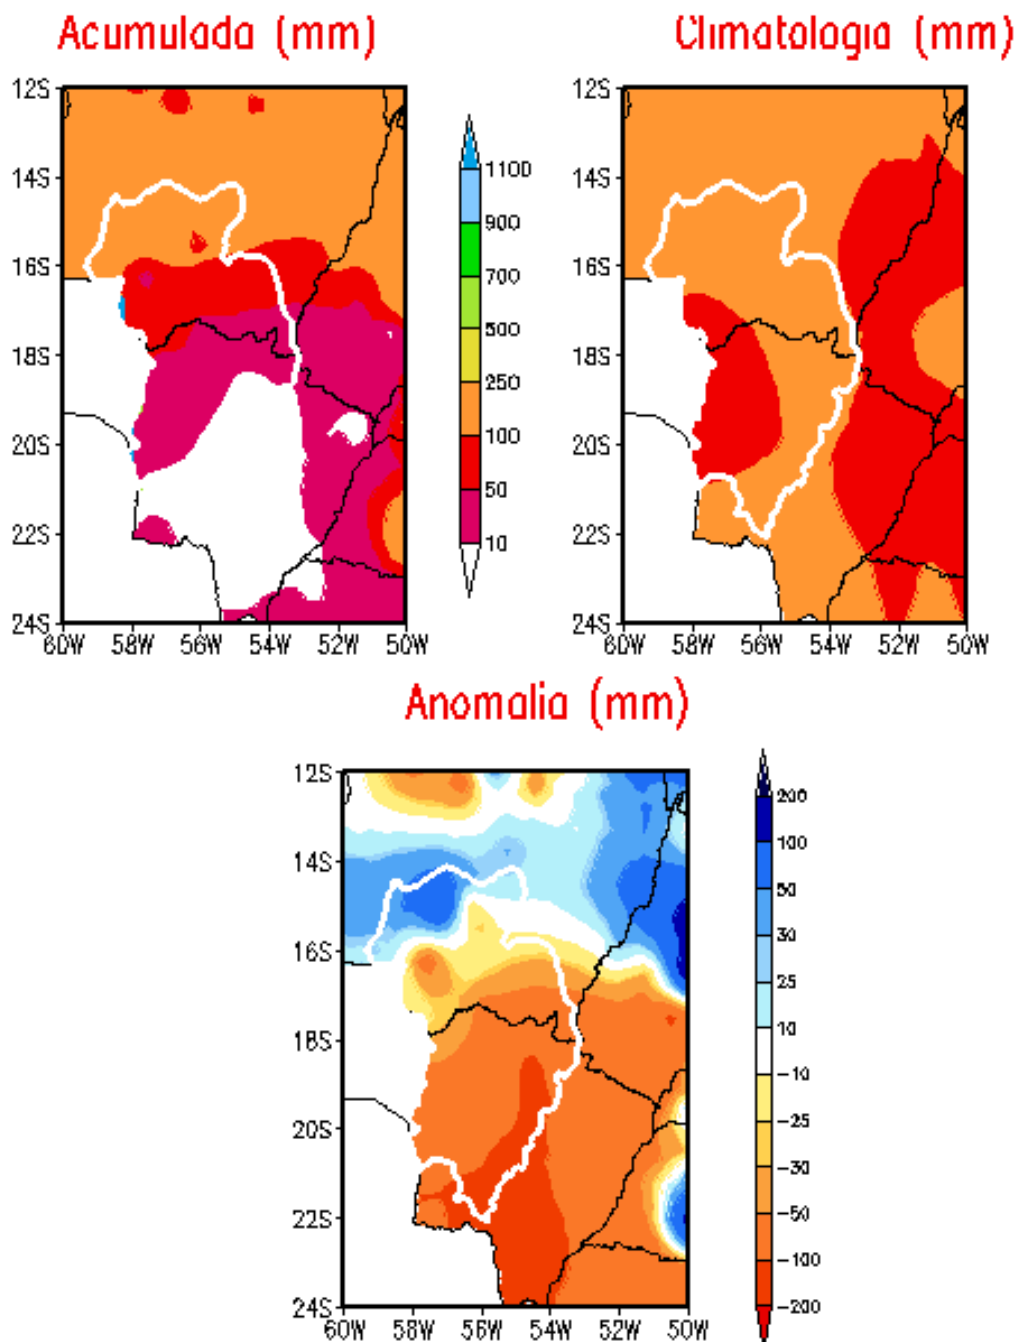 Acumulada (mm)
Climatologia (mm)
12S
14S
16S
18S
20S
22S
24S
60W 58W 56W 54W 52W 50W
1100
900
700
500
250
100
50
10
12S
14S
16S
18S
20S
22S
24S
60W 58W 56W 54W 52W 50W
Anomalia (mm)
12S
14S
16S
18S
20S
22S
24S
60W 58W 56W 54W 52W 50W
200
100
50
30
25
10
-10
-25
-30
-50
-100
-200